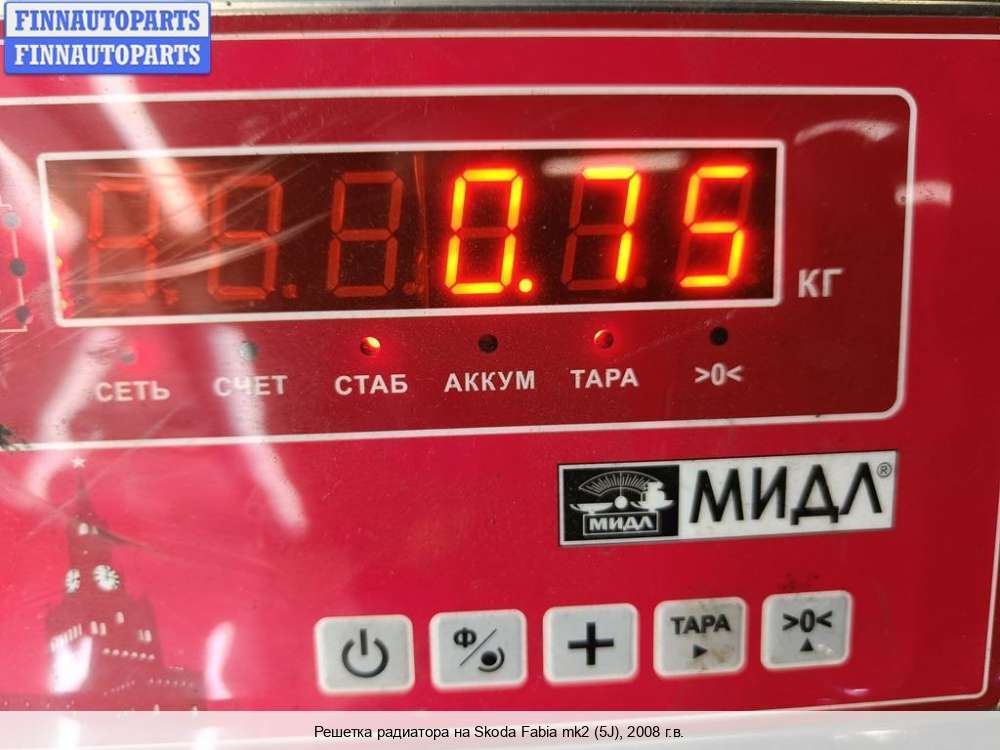 FINNAUTOPARTS
FINNAUTOPARTS
0.75
КГ
СЕТЬ СЧЕТ СТАБ АККУМ ТАРА >0<
МИДЛ МИДЛ®
Ф ТАРА >0<
Решетка радиатора на Skoda Fabia mk2 (5J), 2008 г.в.